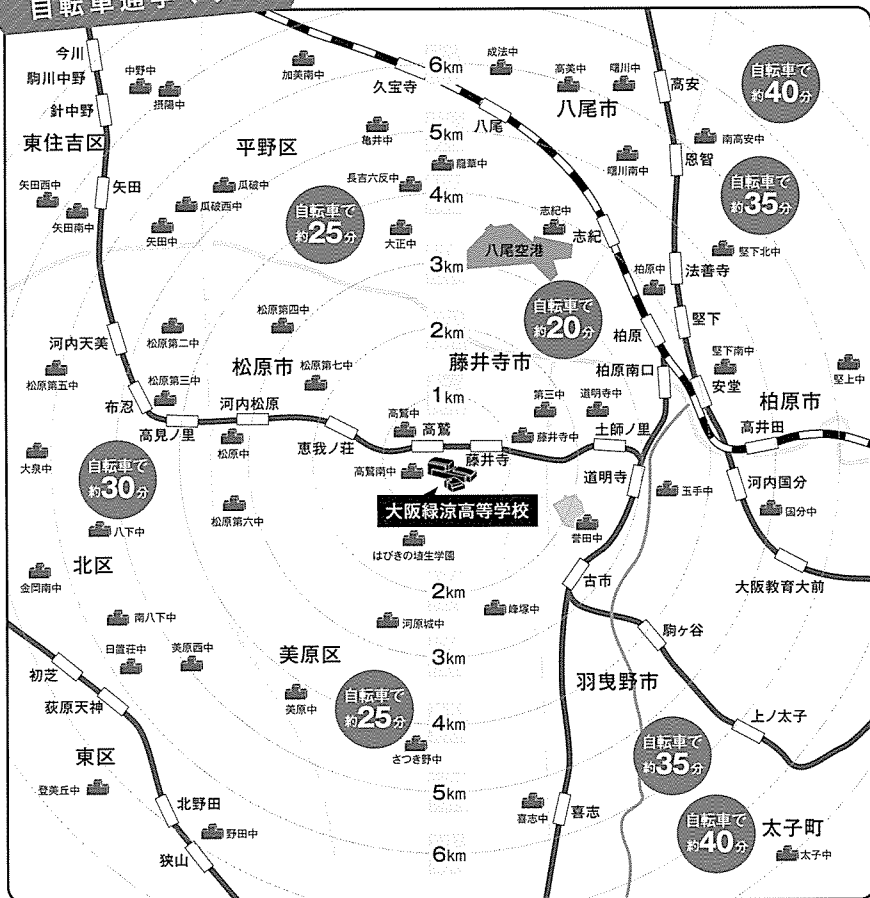 自転車通学
今川
駒川中野
針中野
中野中
摂陽中
加美南中
久宝寺
6km
成法中
高美中
曙川中
八尾市
高安
自転車で
約40分
東住吉区
平野区
亀井中
5km
八尾
龍華中
曙川南中
南高安中
恩智
矢田西中
矢田
矢田南中
瓜破中
瓜破西中
矢田中
長吉六反中
4km
自転車で
約25分
大正中
志紀中
志紀
八尾空港
自転車で
約35分
堅下北中
3km
柏原中
法善寺
河内天美
松原第二中
松原第四中
2km
自転車で
約20分
柏原
堅下
松原第五中
松原第三中
松原市
松原第七中
藤井寺市
柏原南口
堅下南中
安堂
堅上中
布忍
高見ノ里
河内松原
1km
高鷲中
高鷲
第三中
道明寺中
柏原市
大泉中
松原中
恵我ノ荘
藤井寺
藤井寺中
土師ノ里
高井田
自転車で
約30分
高鷲南中
道明寺
玉手中
河内国分
国分中
松原第六中
大阪緑涼高等学校
八下中
はびきの埴生学園
誉田中
北区
金岡南中
2km
古市
大阪教育大前
南八下中
河原城中
峰塚中
駒ヶ谷
日置荘中
美原西中
美原区
3km
羽曳野市
初芝
萩原天神
美原中
自転車で
約25分
4km
上ノ太子
東区
さつき野中
自転車で
約35分
登美丘中
北野田
5km
喜志中
喜志
野田中
狭山
6km
自転車で
約40分
太子町
太子中